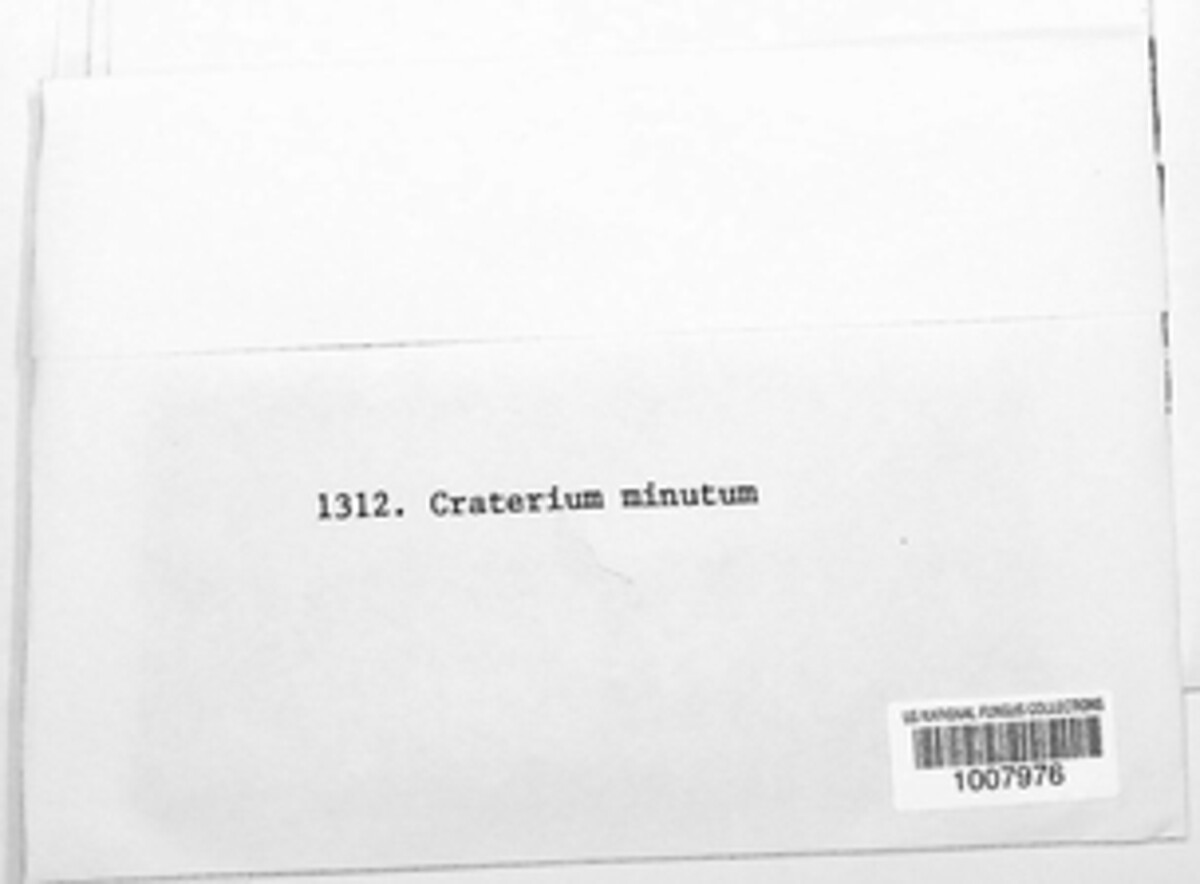 1312. Craterium minutum
US NATIONAL FUNGUS COLLECTIONS
1007976